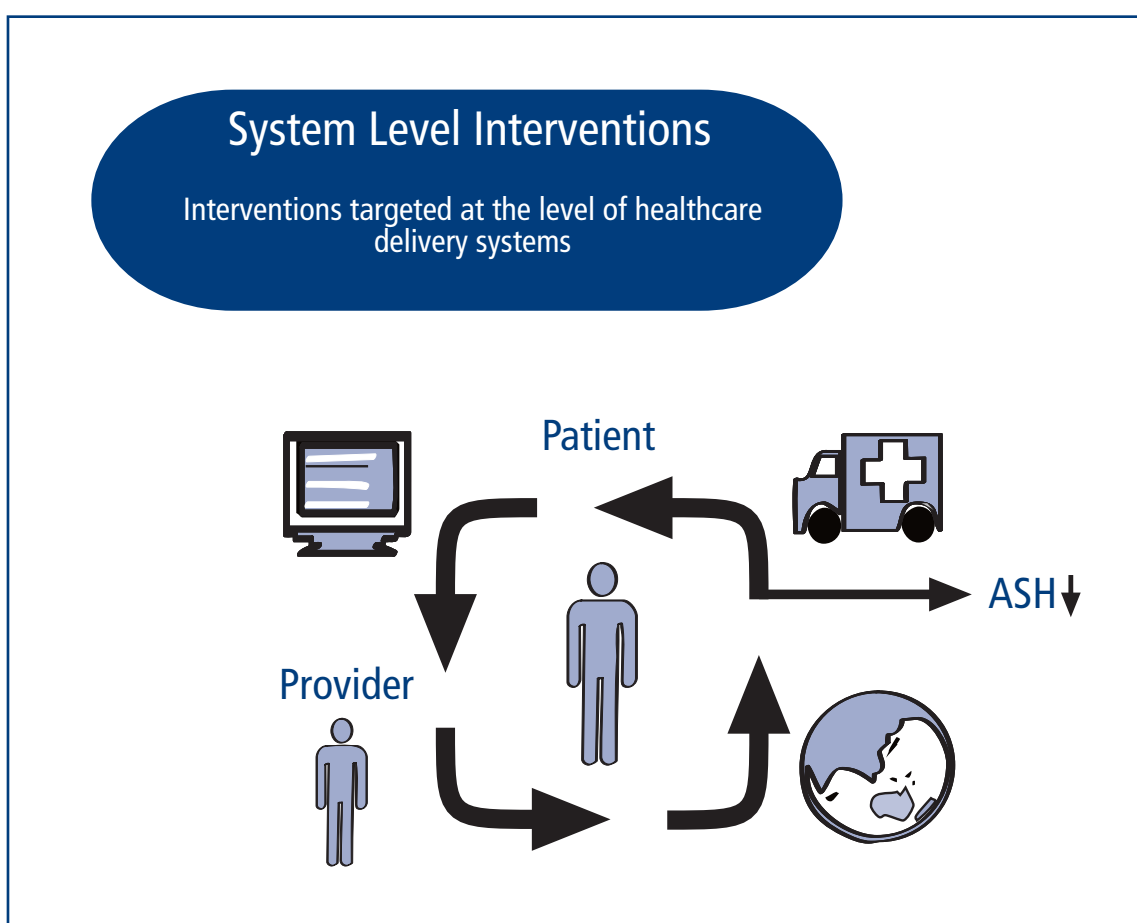 System Level Interventions
Interventions targeted at the level of healthcare
delivery systems
Patient
ASH
Provider